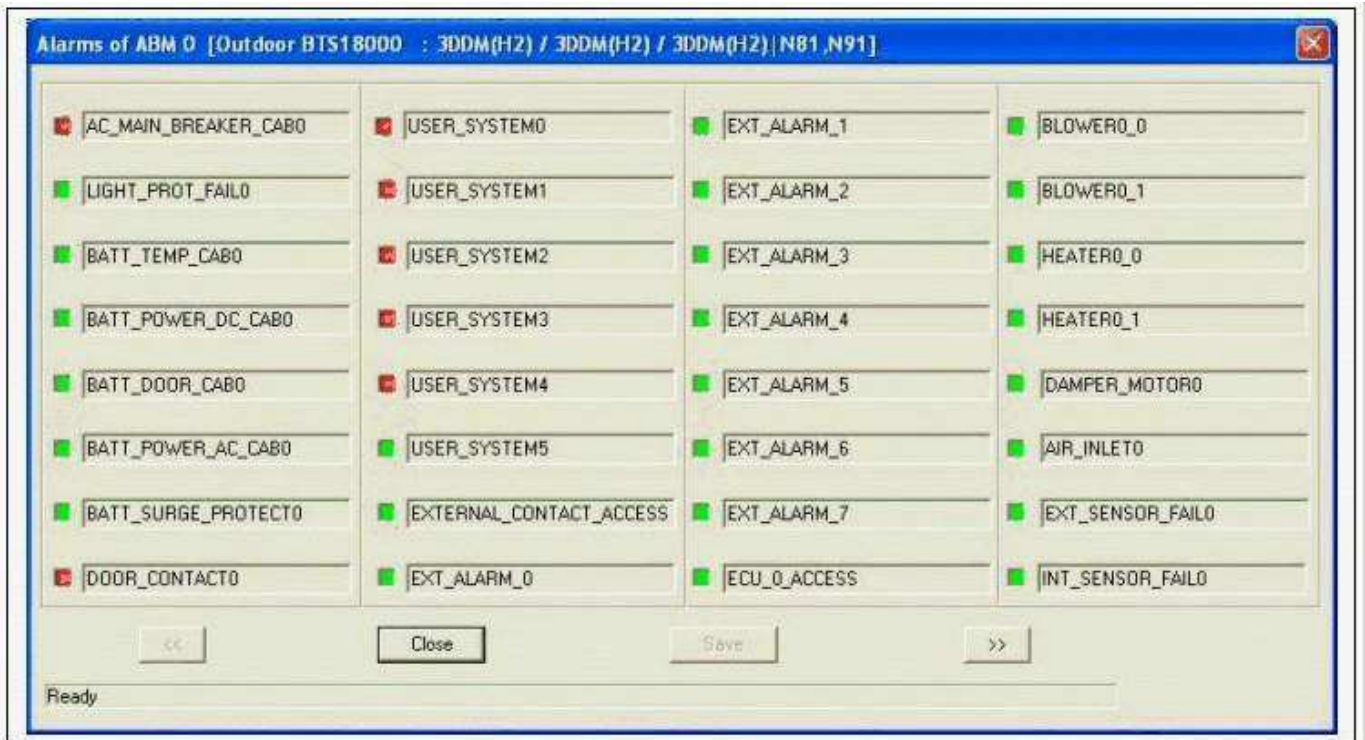 Alarms of ABM 0 [Outdoor BTS18000 : 3DDM(H2) / 3DDM(H2) / 3DDM(H2)|N81 ,N91]
AC_MAIN_BREAKER_CAB0 USER_SYSTEM0 EXT_ALARM_1 BLOWER0_0
LIGHT_PROT_FAIL0 USER_SYSTEM1 EXT_ALARM_2 BLOWER0_1
BATT_TEMP_CAB0 USER_SYSTEM2 EXT_ALARM_3 HEATER0_0
BATT_POWER_DC_CAB0 USER_SYSTEM3 EXT_ALARM_4 HEATER0_1
BATT_DOOR_CAB0 USER_SYSTEM4 EXT_ALARM_5 DAMPER_MOTOR0
BATT_POWER_AC_CAB0 USER_SYSTEM5 EXT_ALARM_6 AIR_INLET0
BATT_SURGE_PROTECT0 EXTERNAL_CONTACT_ACCESS EXT_ALARM_7 EXT_SENSOR_FAIL0
DOOR_CONTACT0 EXT_ALARM_0 ECU_0_ACCESS INT_SENSOR_FAIL0
<< Close Save >>
Ready